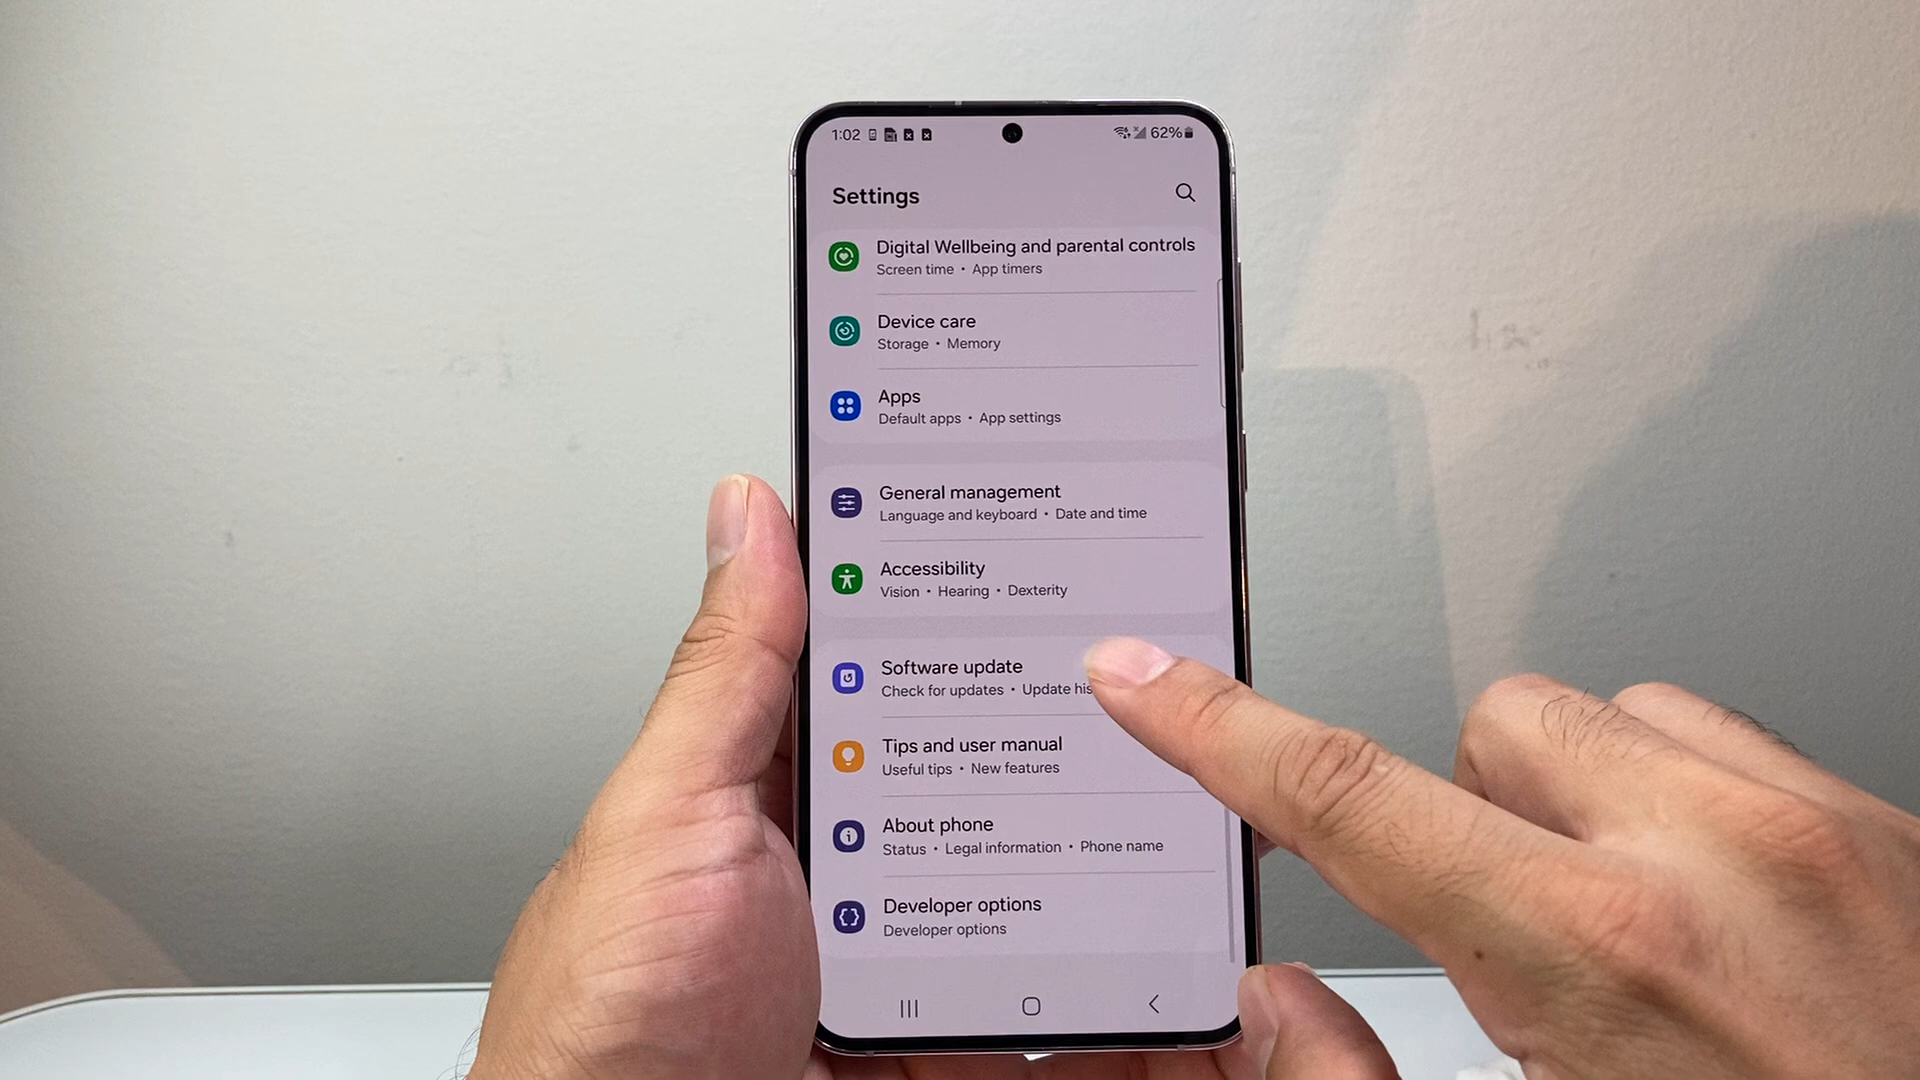 1:02
62%
Settings
Digital Wellbeing and parental controls
Screen time • App timers
Device care
Storage • Memory
Apps
Default apps • App settings
General management
Language and keyboard • Date and time
Accessibility
Vision • Hearing • Dexterity
Software update
Check for updates • Update his
Tips and user manual
Useful tips • New features
About phone
Status • Legal information • Phone name
Developer options
Developer options